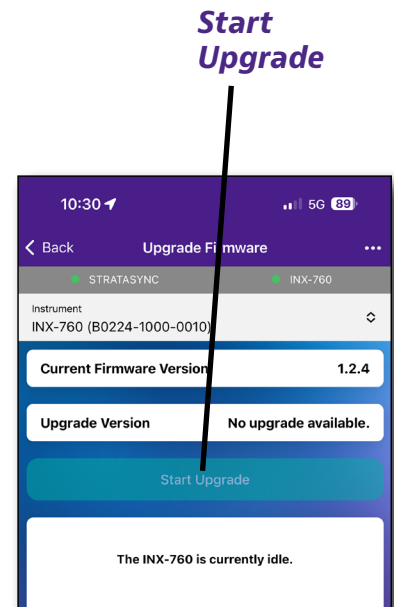 Start
Upgrade
10:30 5G 89
Back Upgrade Firmware ...
STRATASYNC INX-760
Instrument
INX-760 (B0224-1000-0010)
Current Firmware Version 1.2.4
Upgrade Version No upgrade available.
Start Upgrade
The INX-760 is currently idle.